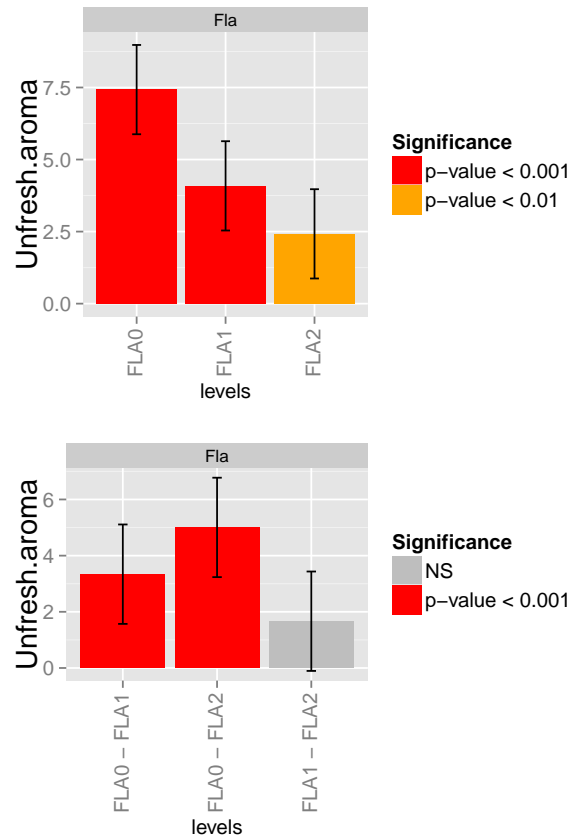 Fla
Unfresh.aroma
7.5
5.0
2.5
0.0
FLA0
FLA1
FLA2
levels
Significance
p−value < 0.001
p−value < 0.01
Fla
Unfresh.aroma
6
4
2
0
FLA0 − FLA1
FLA0 − FLA2
FLA1 − FLA2
levels
Significance
NS
p−value < 0.001